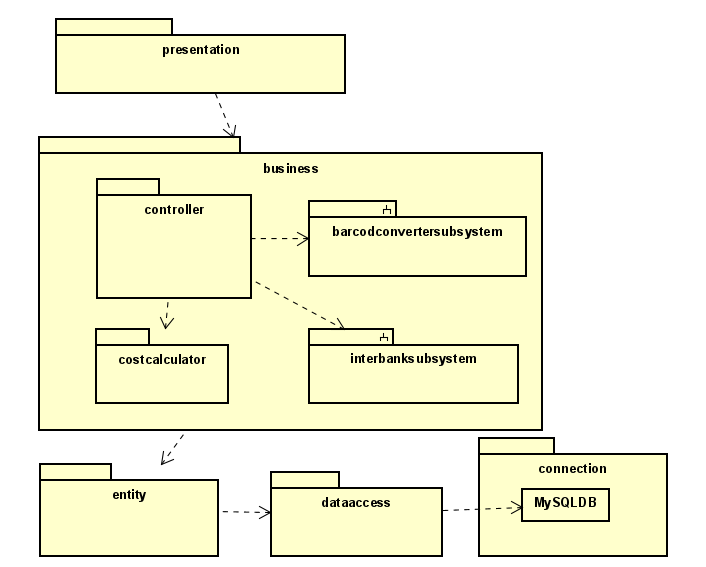 presentation
business
controller
barcodconvertersubsystem
costcalculator
interbanksubsystem
entity
dataaccess
connection
MySQLDB